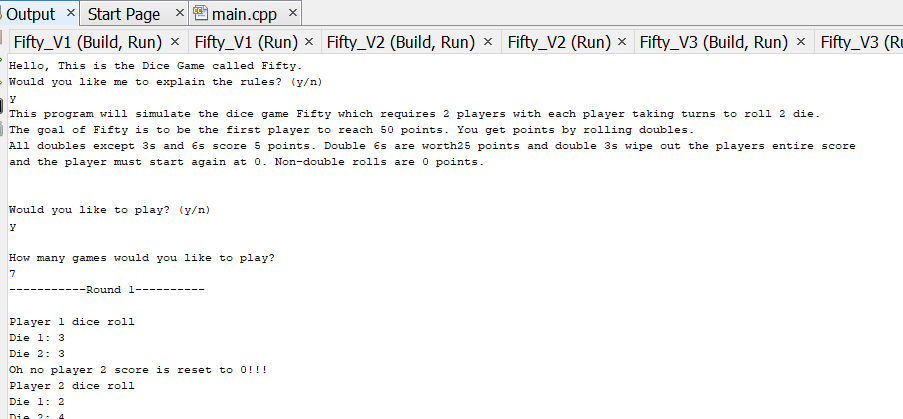 Output × Start Page × main.cpp ×
Fifty_V1 (Build, Run) × Fifty_V1 (Run) × Fifty_V2 (Build, Run) × Fifty_V2 (Run) × Fifty_V3 (Build, Run) × Fifty_V3 (Ru
Hello, This is the Dice Game called Fifty.
Would you like me to explain the rules? (y/n)
y
This program will simulate the dice game Fifty which requires 2 players with each player taking turns to roll 2 die.
The goal of Fifty is to be the first player to reach 50 points. You get points by rolling doubles.
All doubles except 3s and 6s score 5 points. Double 6s are worth25 points and double 3s wipe out the players entire score
and the player must start again at 0. Non-double rolls are 0 points.
Would you like to play? (y/n)
y
How many games would you like to play?
7
-----------Round 1----------
Player 1 dice roll
Die 1: 3
Die 2: 3
Oh no player 2 score is reset to 0!!!
Player 2 dice roll
Die 1: 2
Die 2: 4